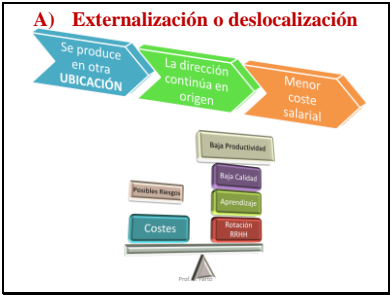 A) Externalización o deslocalización
Se produce
en otra
UBICACIÓN
La dirección
continúa en
origen
Menor
coste
salarial
Baja Productividad
Baja Calidad
Posibles Riesgos
Aprendizaje
Costes
Rotación
RRHH
Prof.